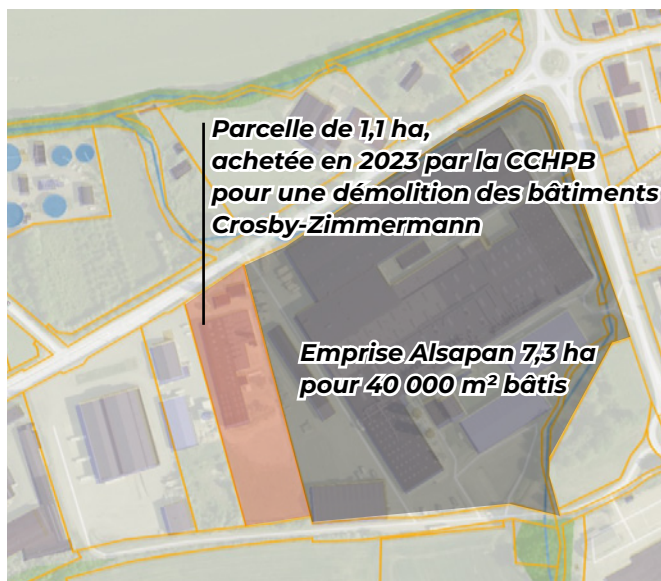 Parcelle de 1,1 ha,
achetée en 2023 par la CCHPB
pour une démolition des bâtiments
Crosby-Zimmermann
Emprise Alsapan 7,3 ha
pour 40 000 m² bâtis